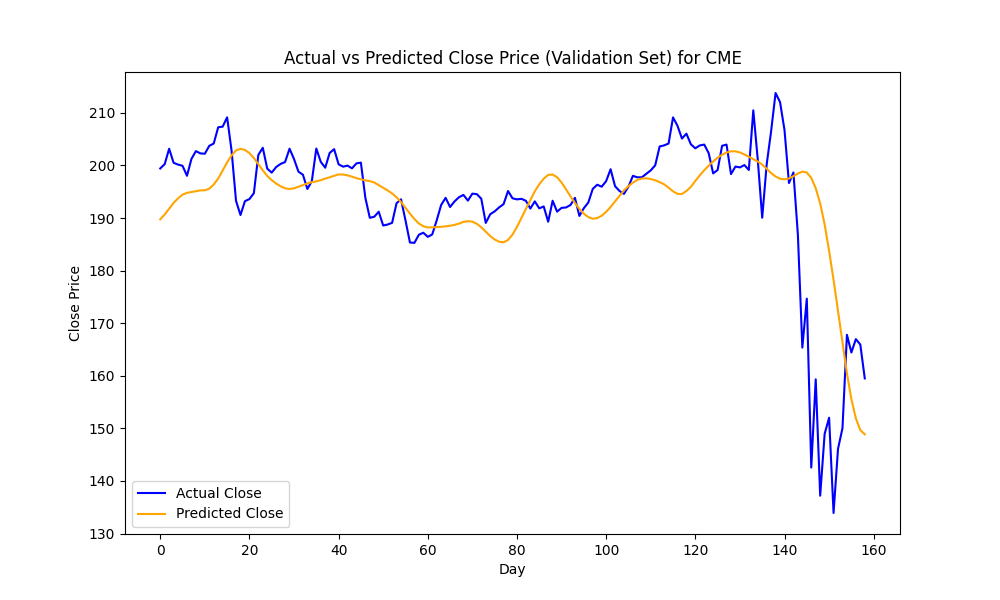 Actual vs Predicted Close Price (Validation Set) for CME
Close Price
210
200
190
180
170
160
150
140
130
Actual Close
Predicted Close
0 20 40 60 80 100 120 140 160
Day